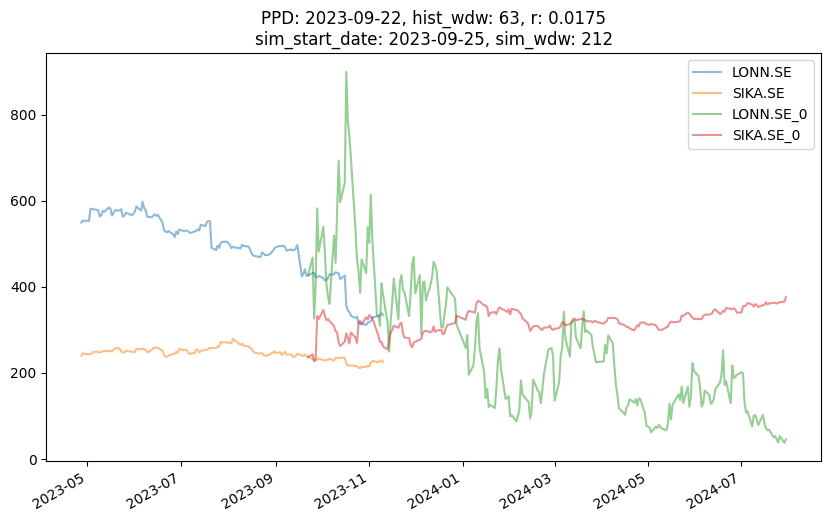 PPD: 2023-09-22, hist_wdw: 63, r: 0.0175
sim_start_date: 2023-09-25, sim_wdw: 212
LONN.SE
SIKA.SE
LONN.SE_0
SIKA.SE_0
800
600
400
200
0
2023-05
2023-07
2023-09
2023-11
2024-01
2024-03
2024-05
2024-07